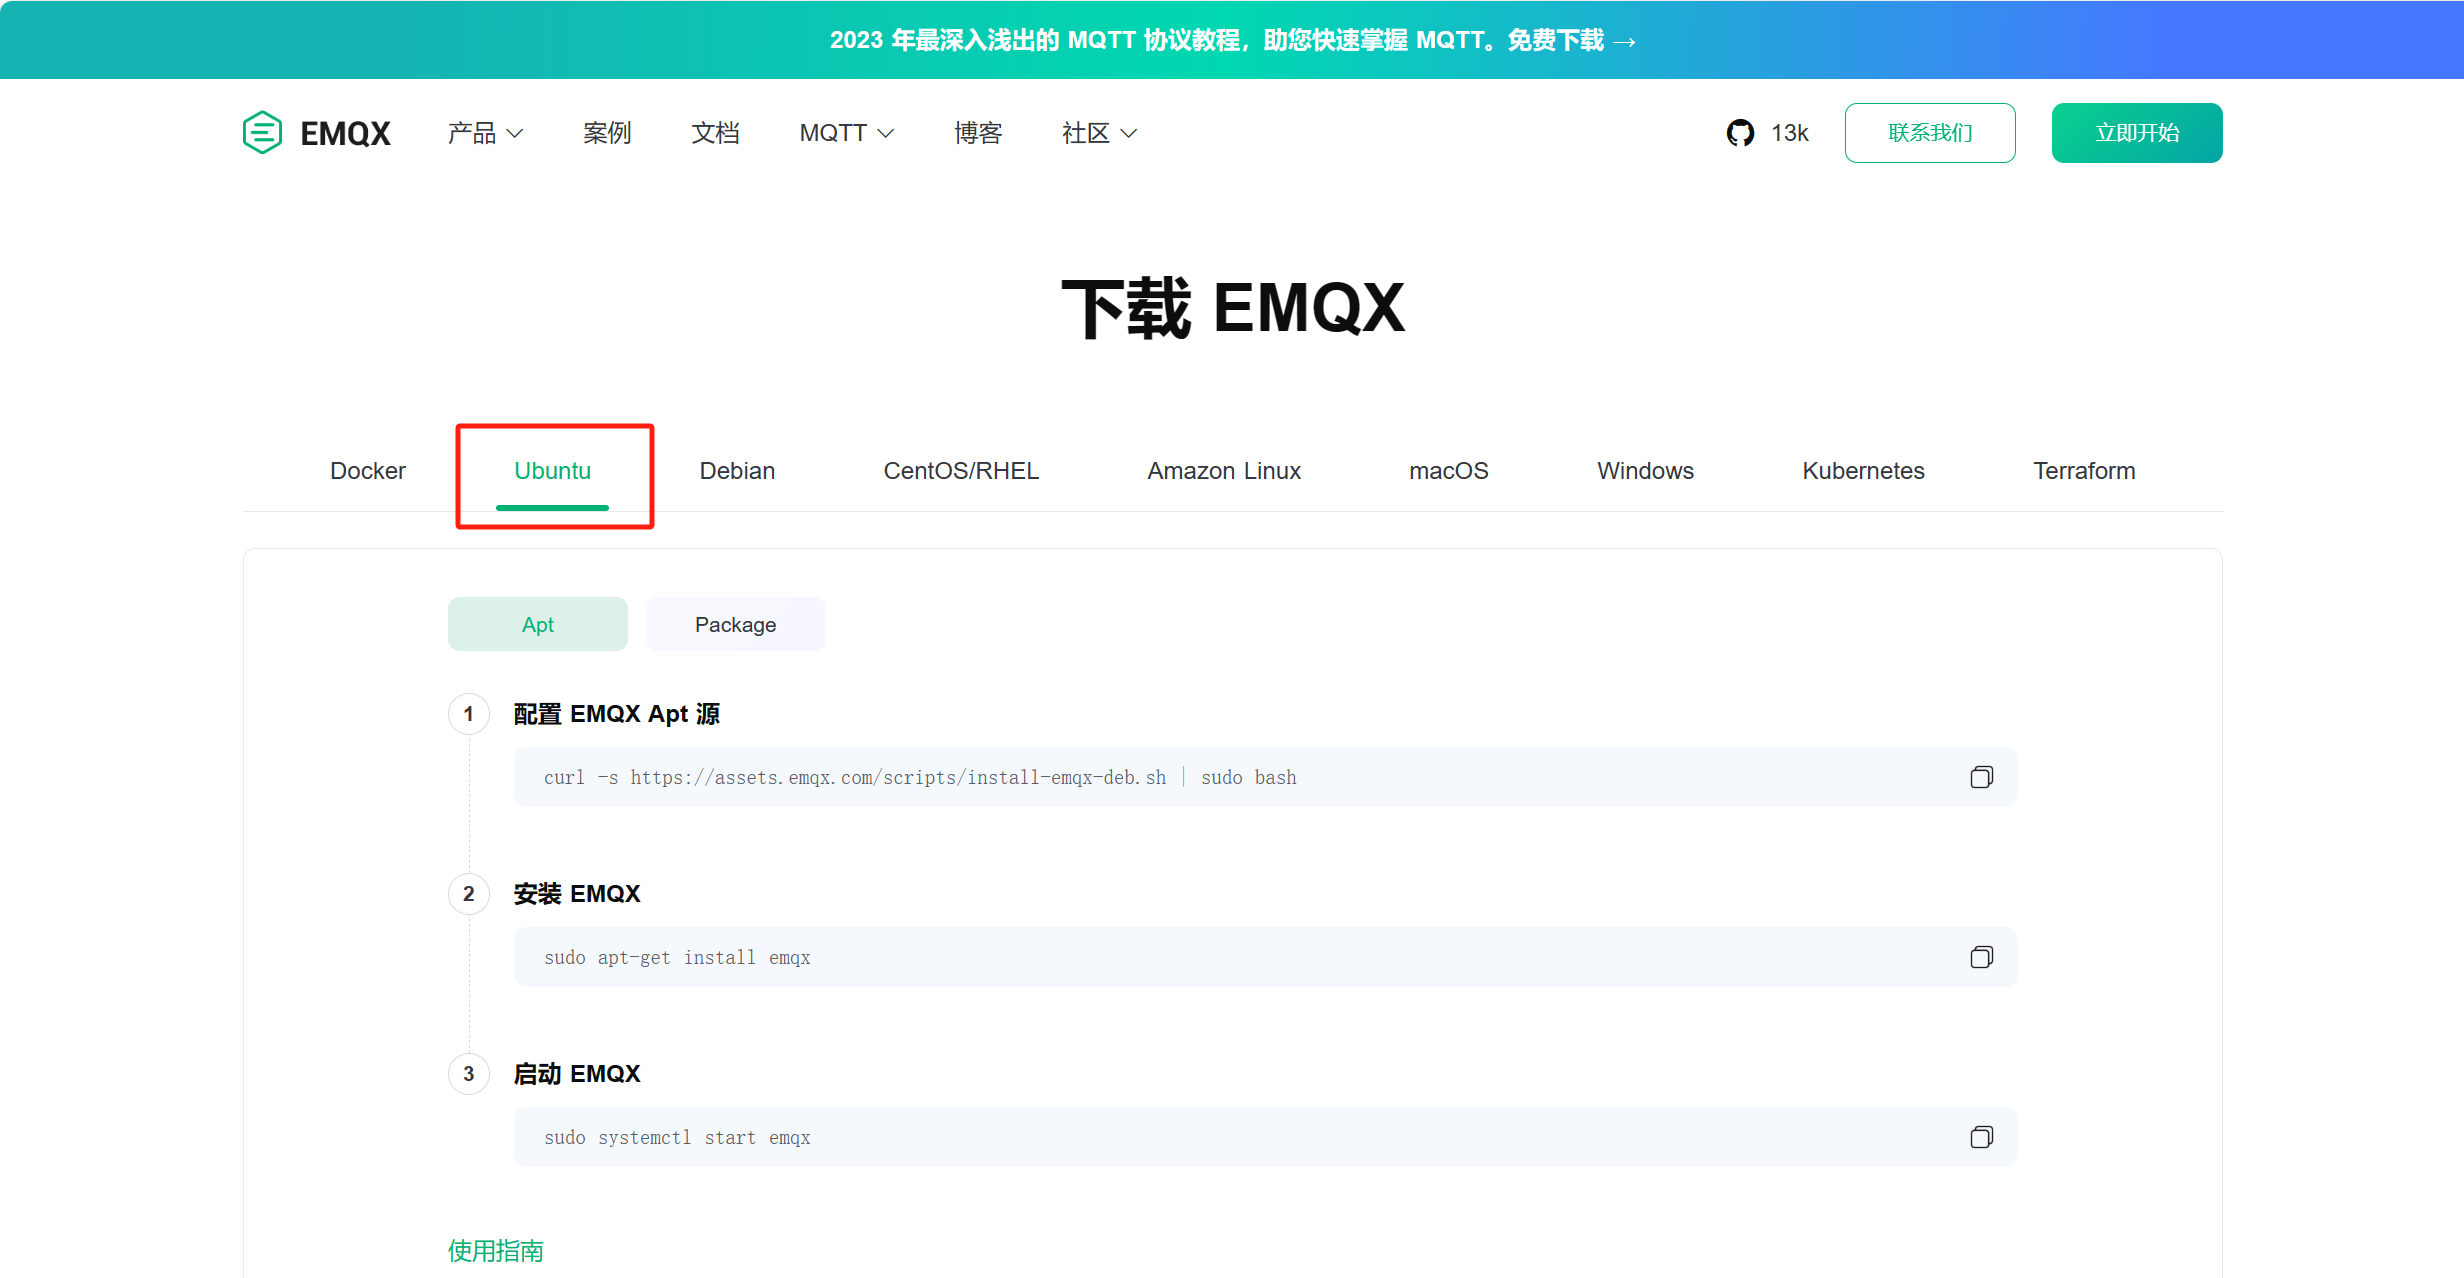 2023 年最深入浅出的 MQTT 协议教程，助您快速掌握 MQTT。免费下载 →
EMQX 产品 案例 文档 MQTT 博客 社区 13k 联系我们 立即开始
下载 EMQX
Docker Ubuntu Debian CentOS/RHEL Amazon Linux macOS Windows Kubernetes Terraform
Apt Package
1 配置 EMQX Apt 源
curl -s https://assets.emqx.com/scripts/install-emqx-deb.sh | sudo bash
2 安装 EMQX
sudo apt-get install emqx
3 启动 EMQX
sudo systemctl start emqx
使用指南